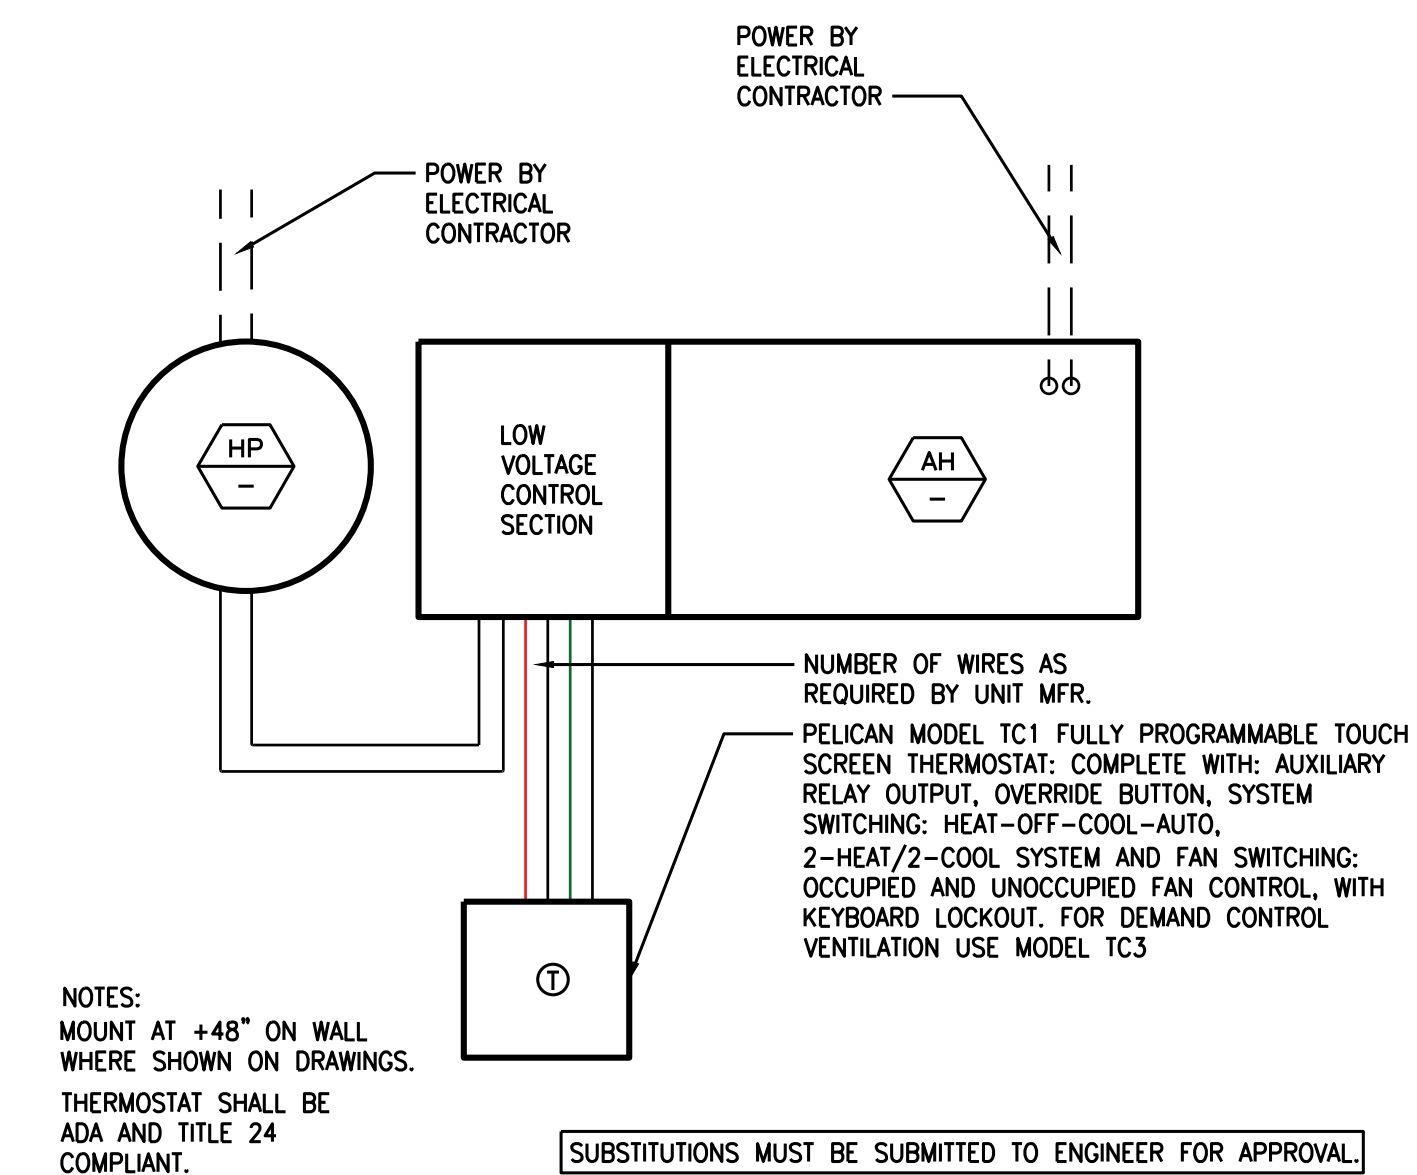 POWER BY
ELECTRICAL
CONTRACTOR
POWER BY
ELECTRICAL
CONTRACTOR
HP
-
LOW
VOLTAGE
CONTROL
SECTION
AH
-
NUMBER OF WIRES AS
REQUIRED BY UNIT MFR.
PELICAN MODEL TC1 FULLY PROGRAMMABLE TOUCH
SCREEN THERMOSTAT: COMPLETE WITH: AUXILIARY
RELAY OUTPUT, OVERRIDE BUTTON, SYSTEM
SWITCHING: HEAT-OFF-COOL-AUTO,
2-HEAT/2-COOL SYSTEM AND FAN SWITCHING:
OCCUPIED AND UNOCCUPIED FAN CONTROL, WITH
KEYBOARD LOCKOUT. FOR DEMAND CONTROL
VENTILATION USE MODEL TC3
T
NOTES:
MOUNT AT +48" ON WALL
WHERE SHOWN ON DRAWINGS.
THERMOSTAT SHALL BE
ADA AND TITLE 24
COMPLIANT.
SUBSTITUTIONS MUST BE SUBMITTED TO ENGINEER FOR APPROVAL.